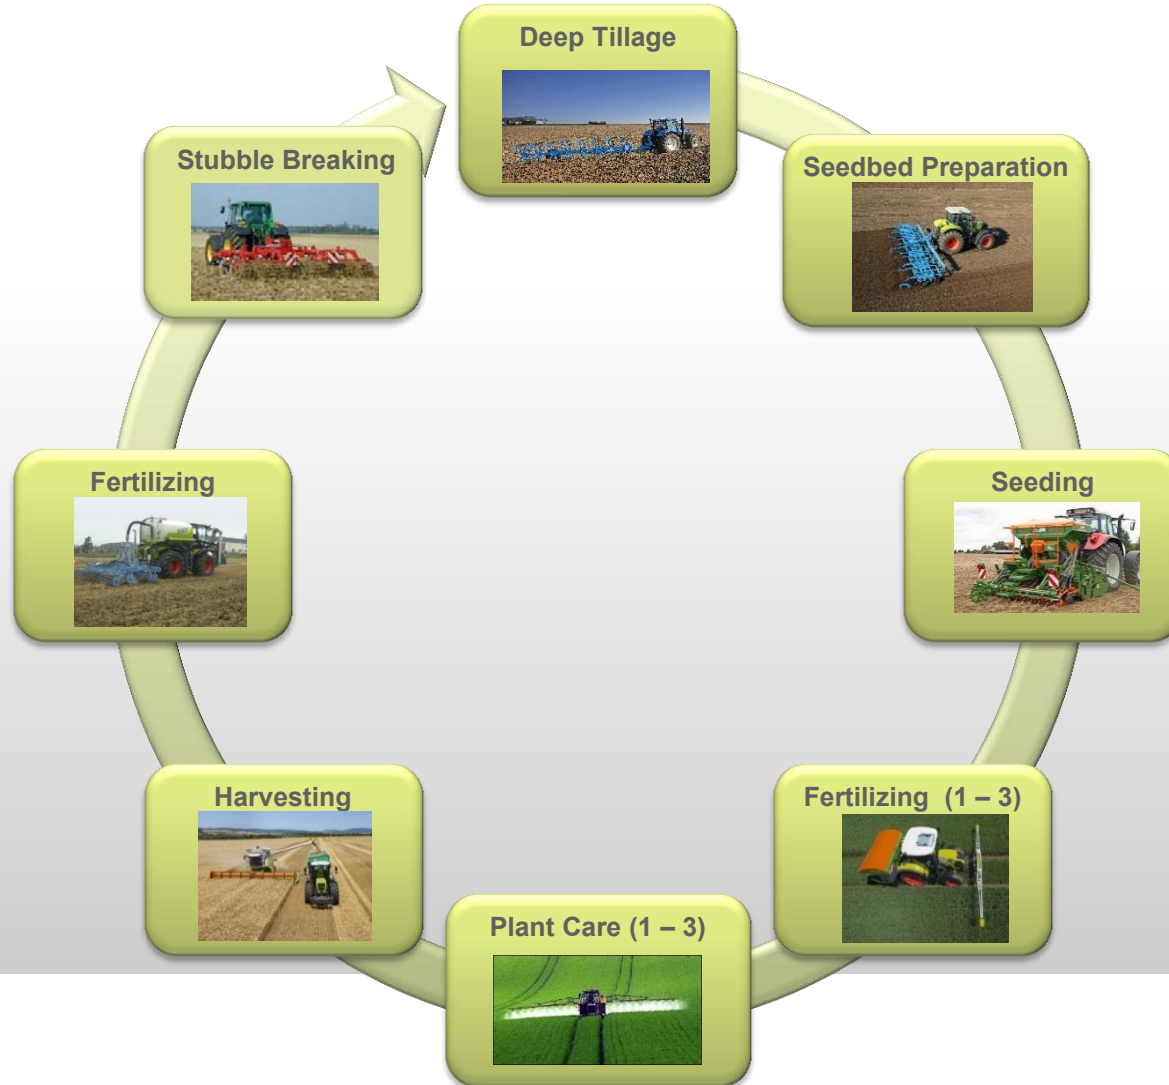 Deep Tillage
Seedbed Preparation
Seeding
Fertilizing (1 – 3)
Plant Care (1 – 3)
Harvesting
Fertilizing
Stubble Breaking